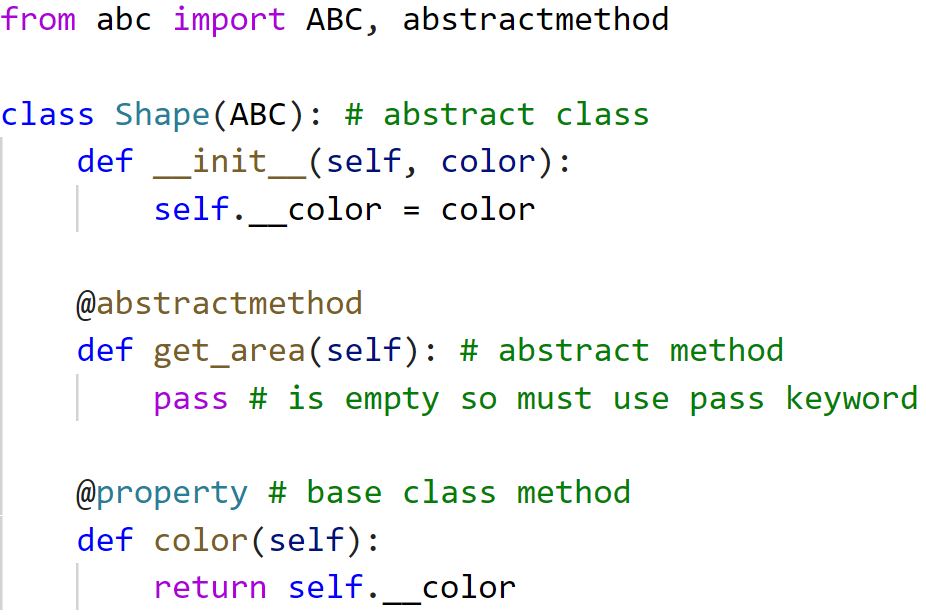 from abc import ABC, abstractmethod
class Shape(ABC): # abstract class
def __init__(self, color):
self.__color = color
@abstractmethod
def get_area(self): # abstract method
pass # is empty so must use pass keyword
@property # base class method
def color(self):
return self.__color